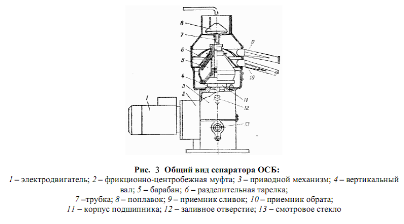 Рис. 3 Общий вид сепаратора ОСБ:
1 – электродвигатель; 2 – фрикционно-центробежная муфта; 3 – приводной механизм; 4 – вертикальный
вал; 5 – барабан; 6 – разделительная тарелка;
7 –трубка; 8 – поплавок; 9 – приемник сливок; 10 – приемник обрата;
11 – корпус подшипника; 12 – заливное отверстие; 13 – смотровое стекло